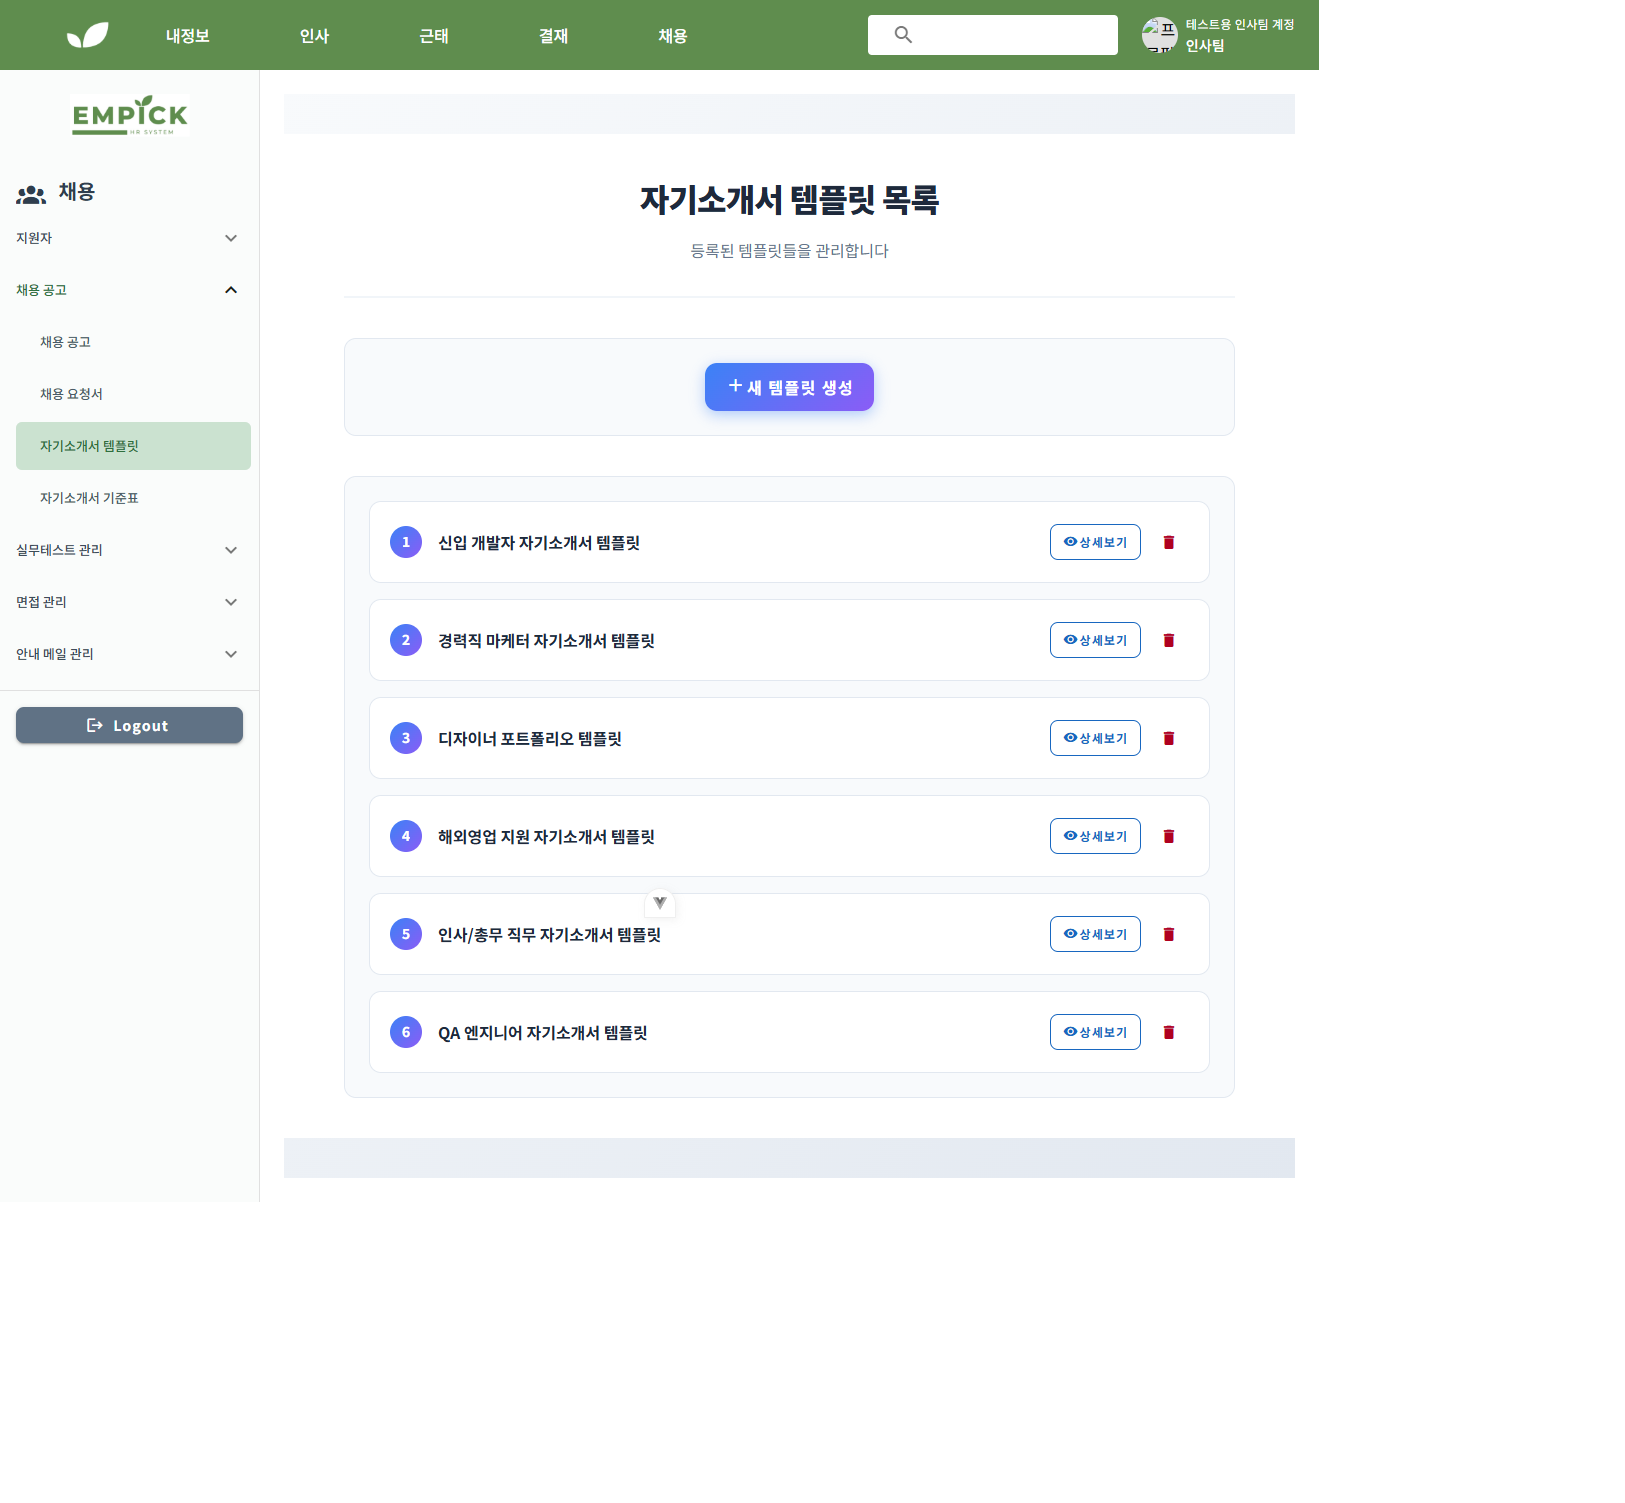 내정보
인사
근태
결재
채용
테스트용 인사팀 계정
인사팀
EMPICK
HR SYSTEM
채용
지원자
채용 공고
채용 공고
채용 요청서
자기소개서 템플릿
자기소개서 기준표
실무테스트 관리
면접 관리
안내 메일 관리
Logout
자기소개서 템플릿 목록
등록된 템플릿들을 관리합니다
새 템플릿 생성
1 신입 개발자 자기소개서 템플릿 상세보기
2 경력직 마케터 자기소개서 템플릿 상세보기
3 디자이너 포트폴리오 템플릿 상세보기
4 해외영업 지원 자기소개서 템플릿 상세보기
5 인사/총무 직무 자기소개서 템플릿 상세보기
6 QA 엔지니어 자기소개서 템플릿 상세보기